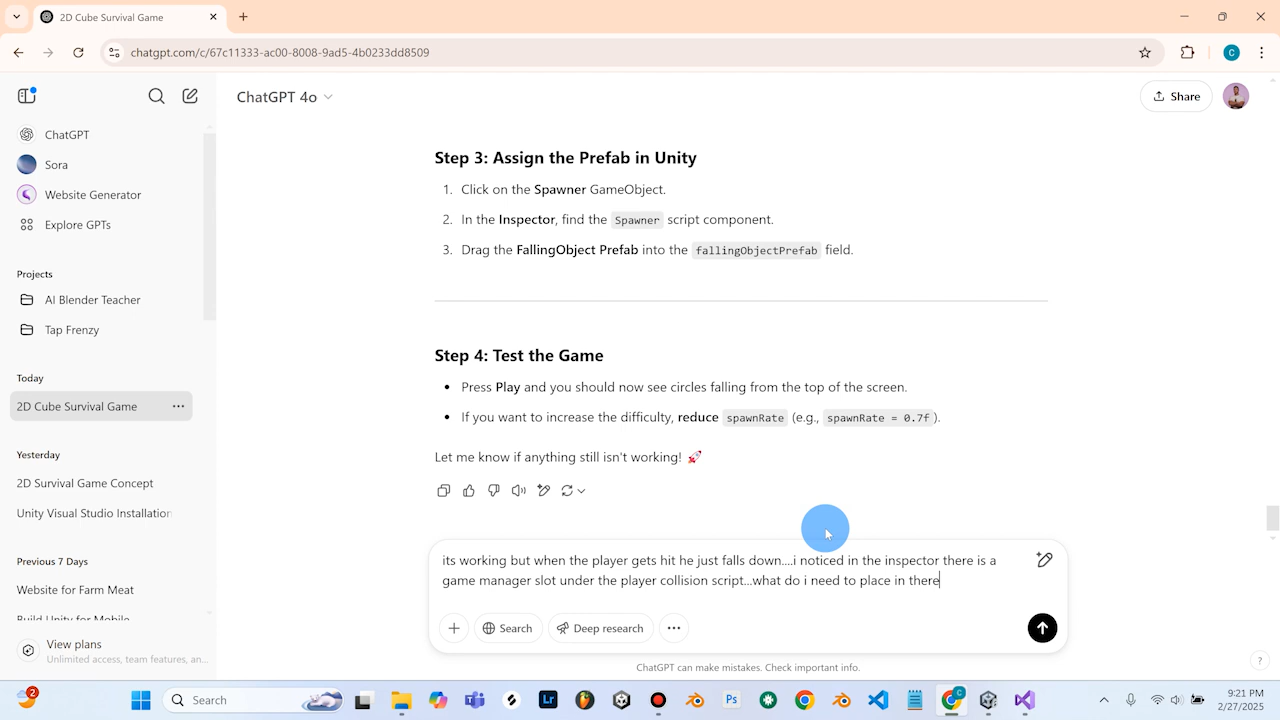 2D Cube Survival Game
chatgpt.com/c/67c11333-ac00-8008-9ad5-4b0233dd8509
C
ChatGPT 4o
Share
ChatGPT
Sora
Website Generator
Explore GPTs
Projects
AI Blender Teacher
Tap Frenzy
Today
2D Cube Survival Game
Yesterday
2D Survival Game Concept
Unity Visual Studio Installation
Previous 7 Days
Website for Farm Meat
Build Unity for Mobile
View plans
Unlimited access, team features, an...
Step 3: Assign the Prefab in Unity
1. Click on the Spawner GameObject.
2. In the Inspector, find the Spawner script component.
3. Drag the FallingObject Prefab into the fallingObjectPrefab field.
Step 4: Test the Game
• Press Play and you should now see circles falling from the top of the screen.
• If you want to increase the difficulty, reduce spawnRate (e.g., spawnRate = 0.7f).
Let me know if anything still isn't working! 🚀
its working but when the player gets hit he just falls down....i noticed in the inspector there is a
game manager slot under the player collision script...what do i need to place in there
Search
Deep research
ChatGPT can make mistakes. Check important info.
?
2
Search
Lr
Ps
C
9:21 PM
2/27/2025